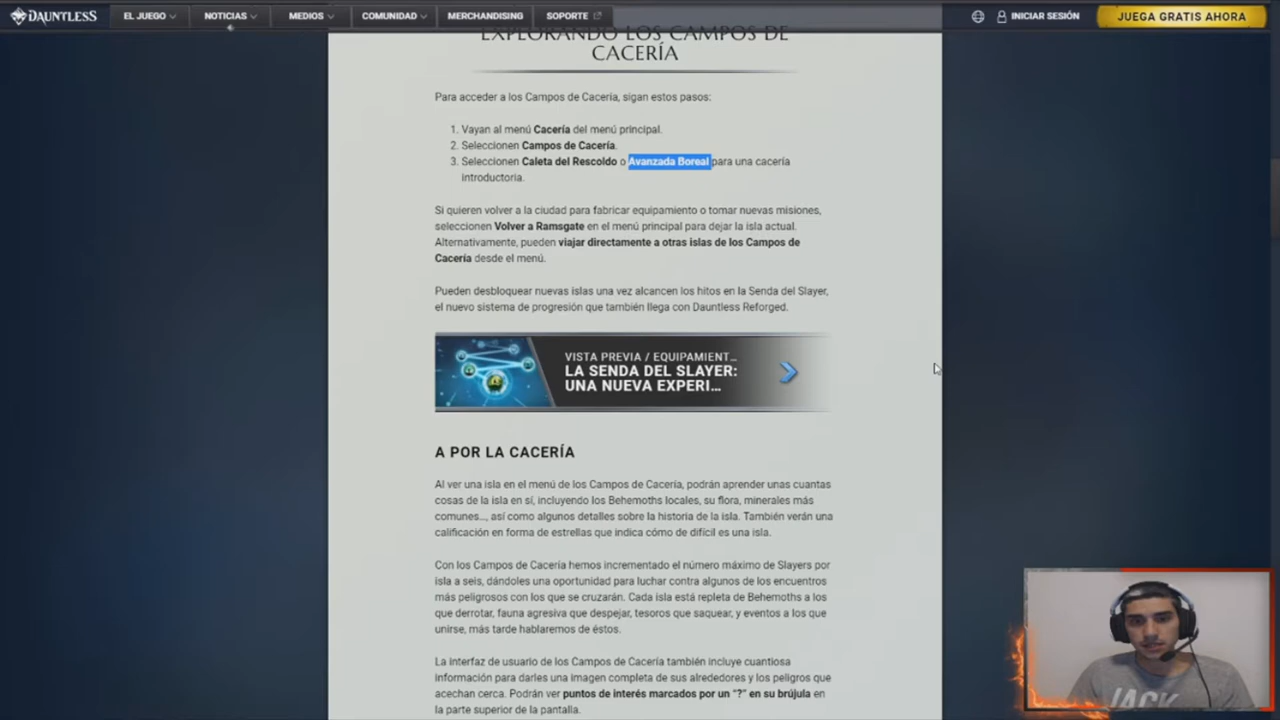 DAUNTLESS
EL JUEGO
NOTICIAS
MEDIOS
COMUNIDAD
MERCHANDISING
SOPORTE
INICIAR SESIÓN
JUEGA GRATIS AHORA
EXPLORANDO LOS CAMPOS DE
CACERÍA
Para acceder a los Campos de Cacería, sigan estos pasos:
1. Vayan al menú Cacería del menú principal.
2. Seleccionen Campos de Cacería.
3. Seleccionen Caleta del Rescoldo o Avanzada Boreal para una cacería
introductoria.
Si quieren volver a la ciudad para fabricar equipamiento o tomar nuevas misiones,
seleccionen Volver a Ramsgate en el menú principal para dejar la isla actual.
Alternativamente, pueden viajar directamente a otras islas de los Campos de
Cacería desde el menú.
Pueden desbloquear nuevas islas una vez alcancen los hitos en la Senda del Slayer,
el nuevo sistema de progresión que también llega con Dauntless Reforged.
VISTA PREVIA / EQUIPAMIENT...
LA SENDA DEL SLAYER:
UNA NUEVA EXPERI...
A POR LA CACERÍA
Al ver una isla en el menú de los Campos de Cacería, podrán aprender unas cuantas
cosas de la isla en sí, incluyendo los Behemoths locales, su flora, minerales más
comunes..., así como algunos detalles sobre la historia de la isla. También verán una
calificación en forma de estrellas que indica cómo de difícil es una isla.
Con los Campos de Cacería hemos incrementado el número máximo de Slayers por
isla a seis, dándoles una oportunidad para luchar contra algunos de los encuentros
más peligrosos con los que se cruzarán. Cada isla está repleta de Behemoths a los
que derrotar, fauna agresiva que despejar, tesoros que saquear, y eventos a los que
unirse, más tarde hablaremos de éstos.
La interfaz de usuario de los Campos de Cacería también incluye cuantiosa
información para darles una imagen completa de sus alrededores y los peligros que
acechan cerca. Podrán ver puntos de interés marcados por un "?" en su brújula en
la parte superior de la pantalla.
JACK